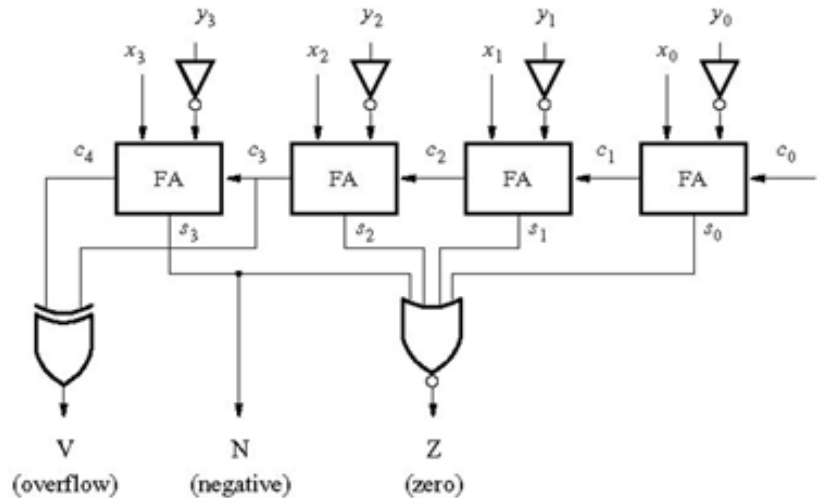 y3 y2 y1 y0
x3 x2 x1 x0
c4 c3 c2 c1 c0
FA FA FA FA
s3 s2 s1 s0
V N Z
(overflow) (negative) (zero)